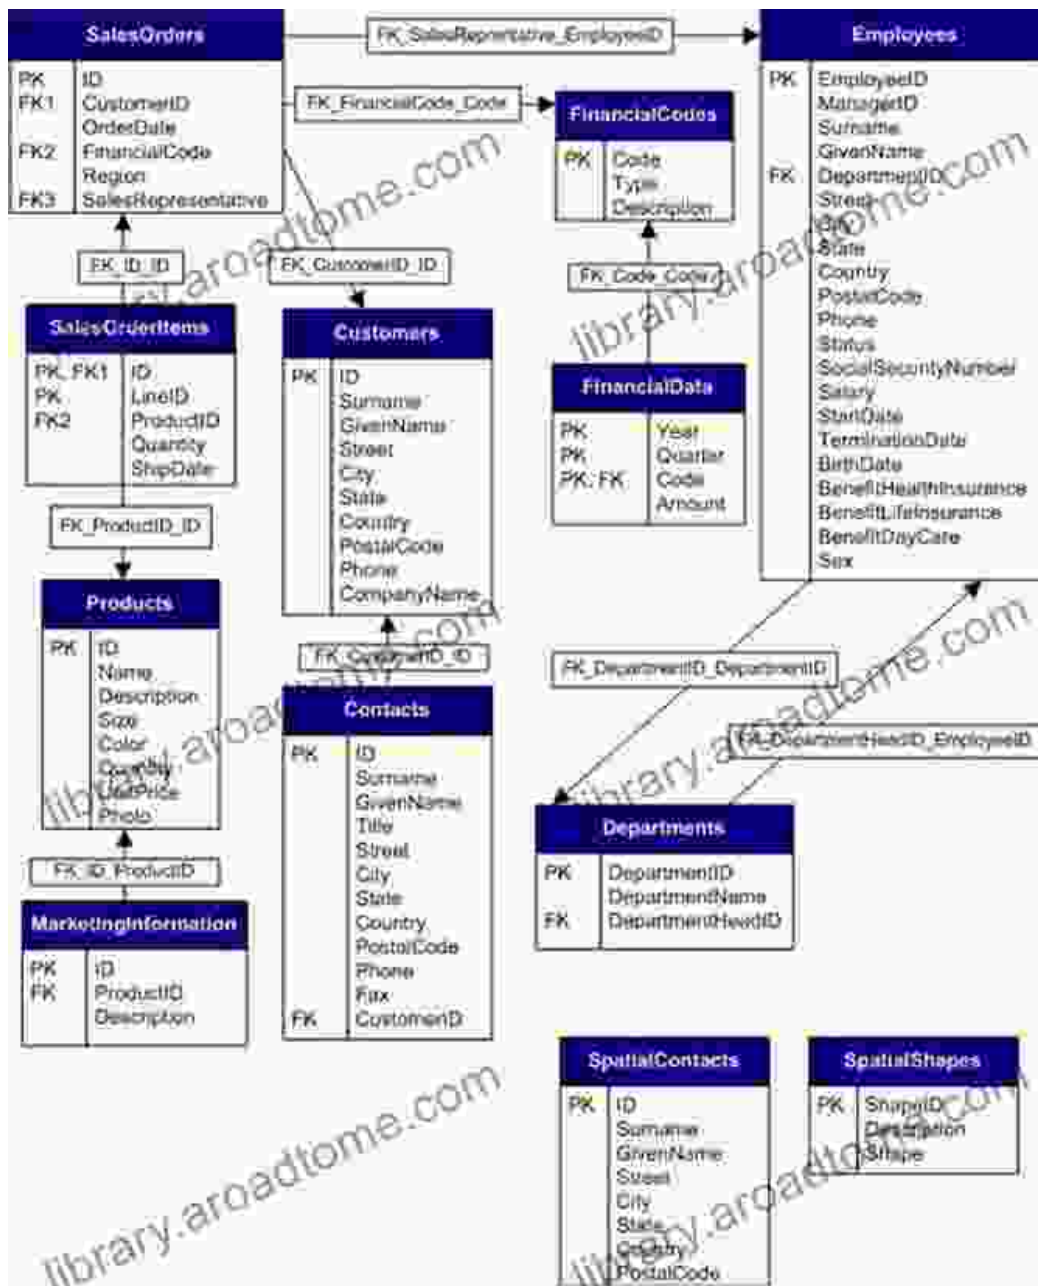 SalesOrders
PK ID
FK1 CustomerID
OrderDate
FK2 FinancialCode
Region
FK3 SalesRepresentative
FK_SalesReprentative_EmployeeID
FK_FinancialCode_Code
FK_ID_ID
FK_CustomerID_ID
FinancialCodes
PK Code
Type
Description
FK_Code_Code
Employees
PK EmployeeID
ManagerID
Surname
GivenName
FK DepartmentID
Street
City
State
Country
PostalCode
Phone
Status
SocialSecurityNumber
Salary
StartDate
TerminationDate
BirthDate
BenefitHealthInsurance
BenefitLifeInsurance
BenefitDayCare
Sex
SalesOrderItems
PK, FK1 ID
PK LineID
FK2 ProductID
Quantity
ShipDate
FK_ProductID_ID
Customers
PK ID
Surname
GivenName
Street
City
State
Country
PostalCode
Phone
CompanyName
FK_CustomerID_ID
FinancialData
PK Year
PK Quarter
PK, FK Code
Amount
Products
PK ID
Name
Description
Size
Color
Quantity
UnitPrice
Photo
FK_ID_ProductID
MarketingInformation
PK ID
FK ProductID
Description
Contacts
PK ID
Surname
GivenName
Title
Street
City
State
Country
PostalCode
Phone
Fax
FK CustomerID
FK_DepartmentID_DepartmentID
FK_DepartmentHeadID_EmployeeID
Departments
PK DepartmentID
DepartmentName
FK DepartmentHeadID
SpatialContacts
PK ID
Surname
GivenName
Street
City
State
Country
PostalCode
SpatialShapes
PK ShapeID
Description
Shape
library.aroadtome.com
library.aroadtome.com
library.aroadtome.com
library.aroadtome.com
library.aroadtome.com
library.aroadtome.com